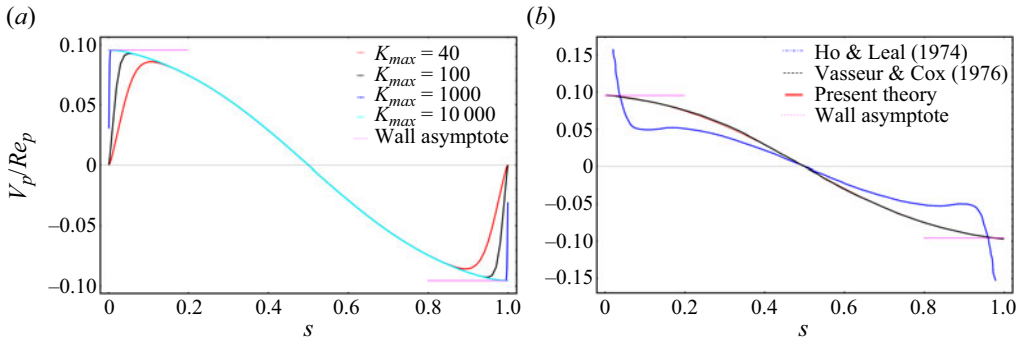 (a)
0.10
0.05
0
–0.05
–0.10
V_p/Re_p
K_max = 40
K_max = 100
K_max = 1000
K_max = 10 000
Wall asymptote
0 0.2 0.4 0.6 0.8 1.0
s
(b)
0.15
0.10
0.05
0
–0.05
–0.10
–0.15
Ho & Leal (1974)
Vasseur & Cox (1976)
Present theory
Wall asymptote
0 0.2 0.4 0.6 0.8 1.0
s